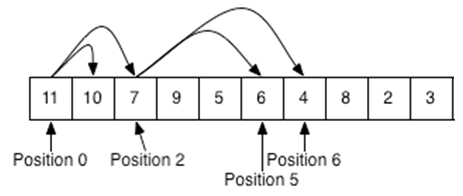 11 10 7 9 5 6 4 8 2 3
Position 0 Position 2 Position 6
Position 5